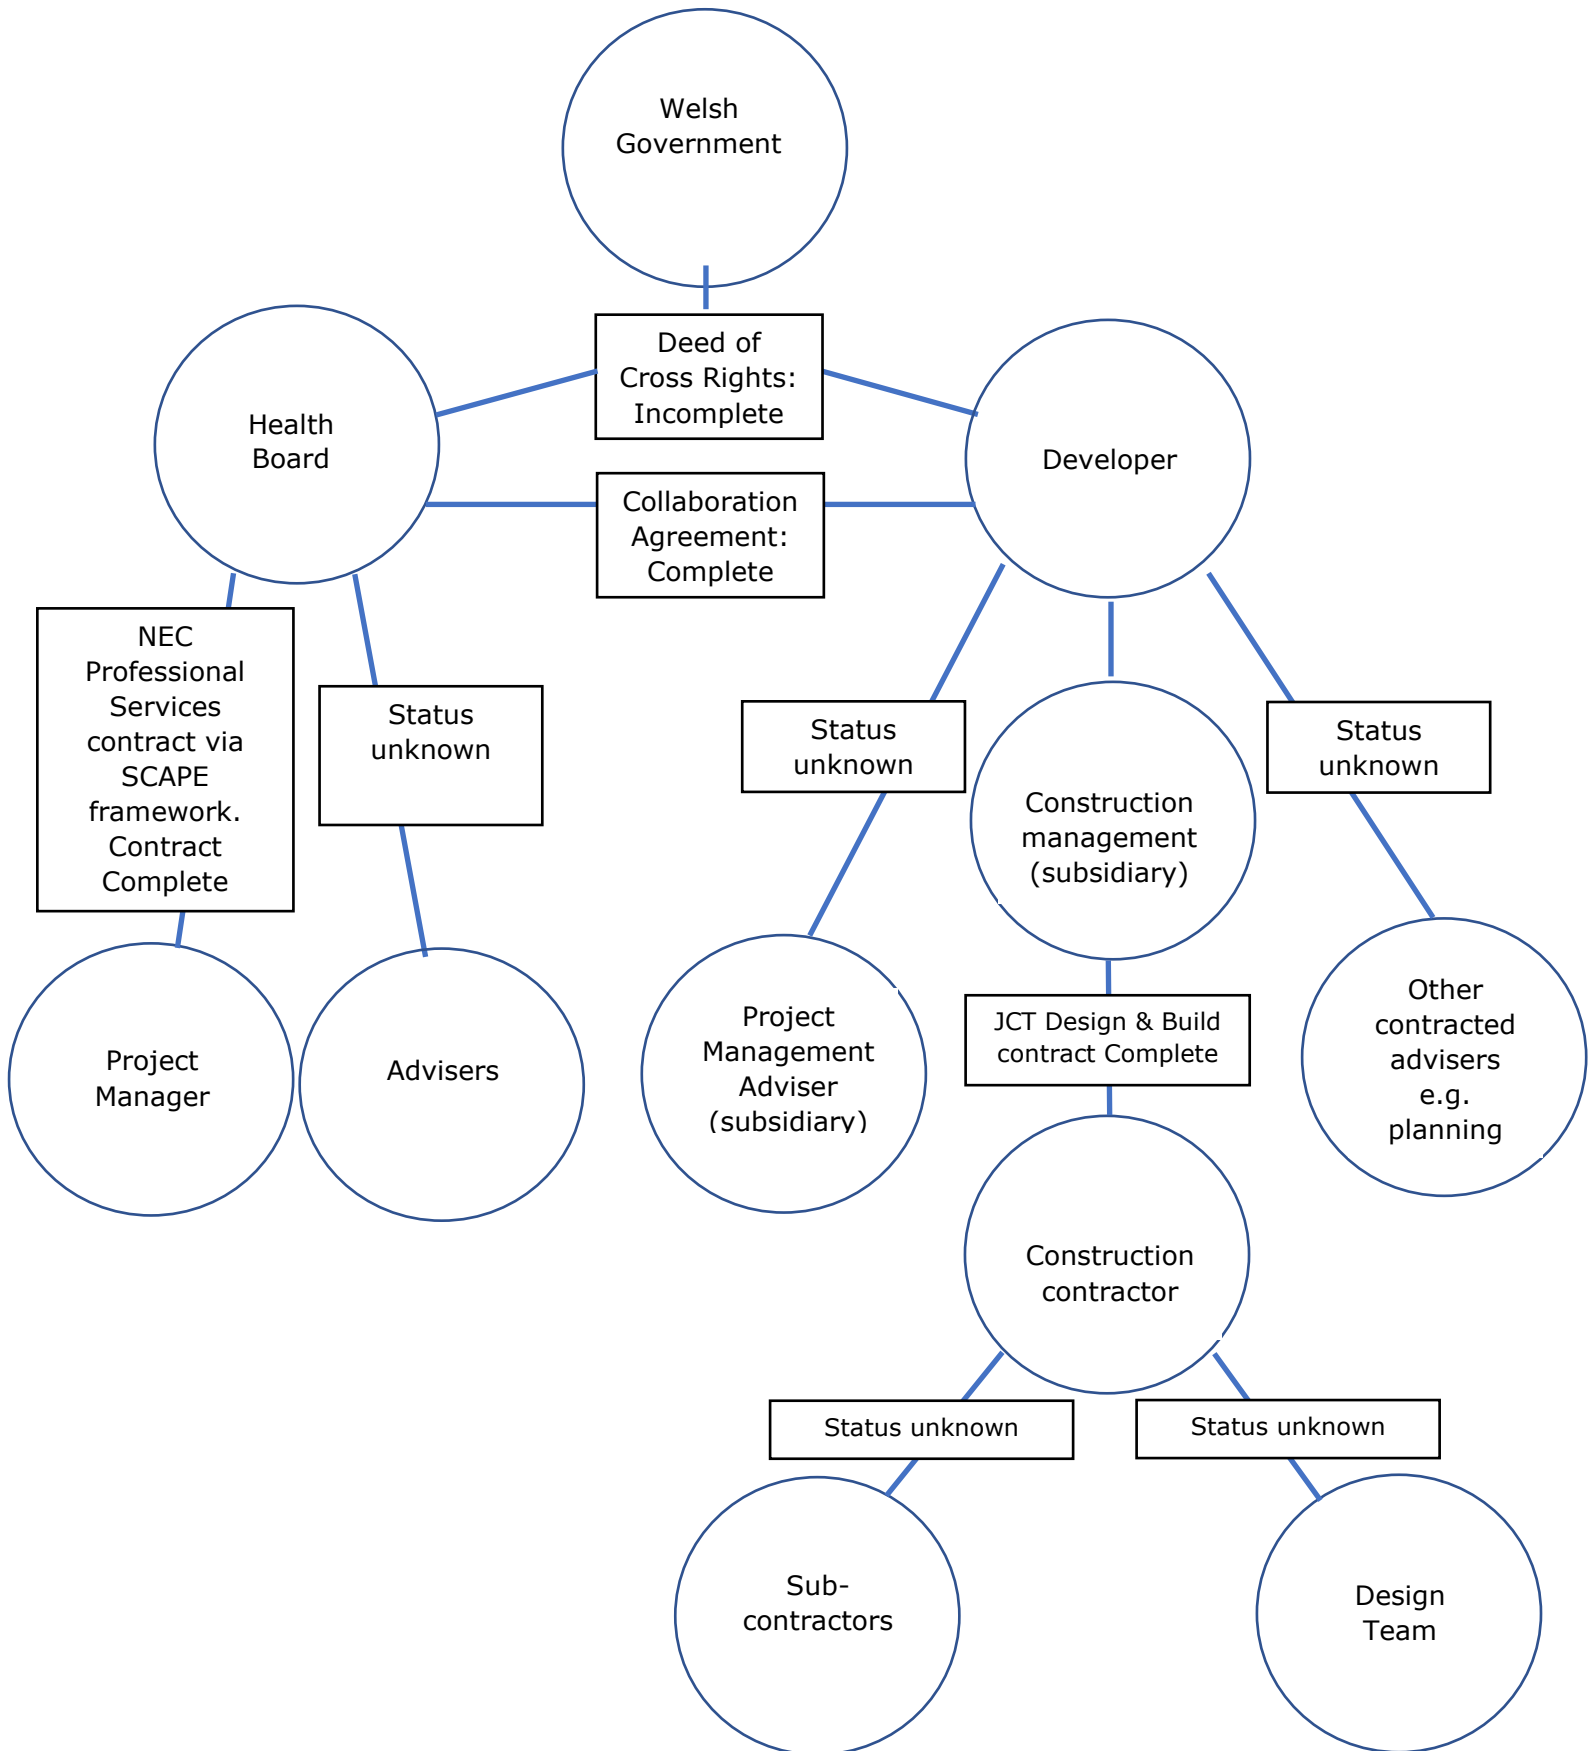 Welsh
Government
Deed of
Cross Rights:
Incomplete
Health
Board
Developer
Collaboration
Agreement:
Complete
NEC
Professional
Services
contract via
SCAPE
framework.
Contract
Complete
Status
unknown
Status
unknown
Construction
management
(subsidiary)
Status
unknown
Project
Manager
Advisers
Project
Management
Adviser
(subsidiary)
JCT Design & Build
contract Complete
Other
contracted
advisers
e.g.
planning
Construction
contractor
Status unknown
Status unknown
Sub-
contractors
Design
Team